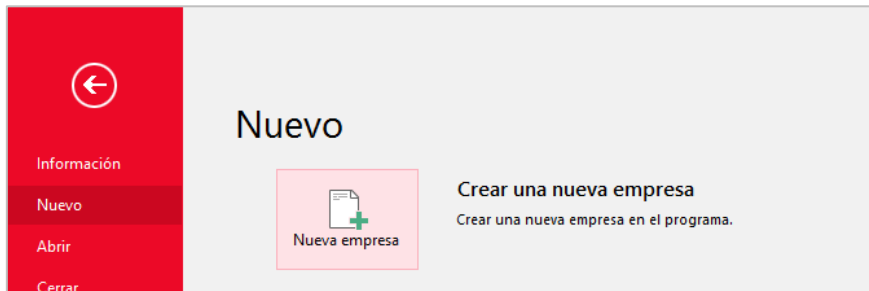 Nuevo
Información
Nuevo
Abrir
Cerrar
Nueva empresa
Crear una nueva empresa
Crear una nueva empresa en el programa.